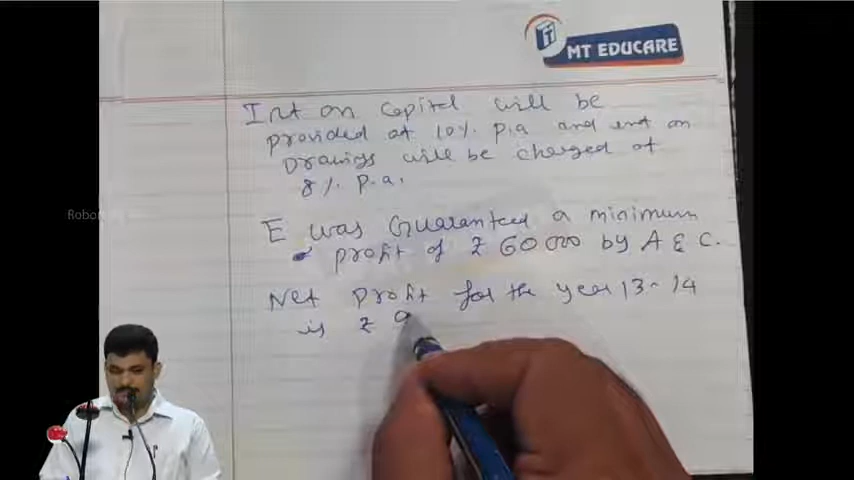 MT EDUCARE
Int on capital will be
provided at 10% p.a and int on
Drawings will be charged at
8% p.a.
E was Guaranteed a minimum
profit of ₹ 60000 by A & C.
Net profit for the year 13-14
is ₹ 9